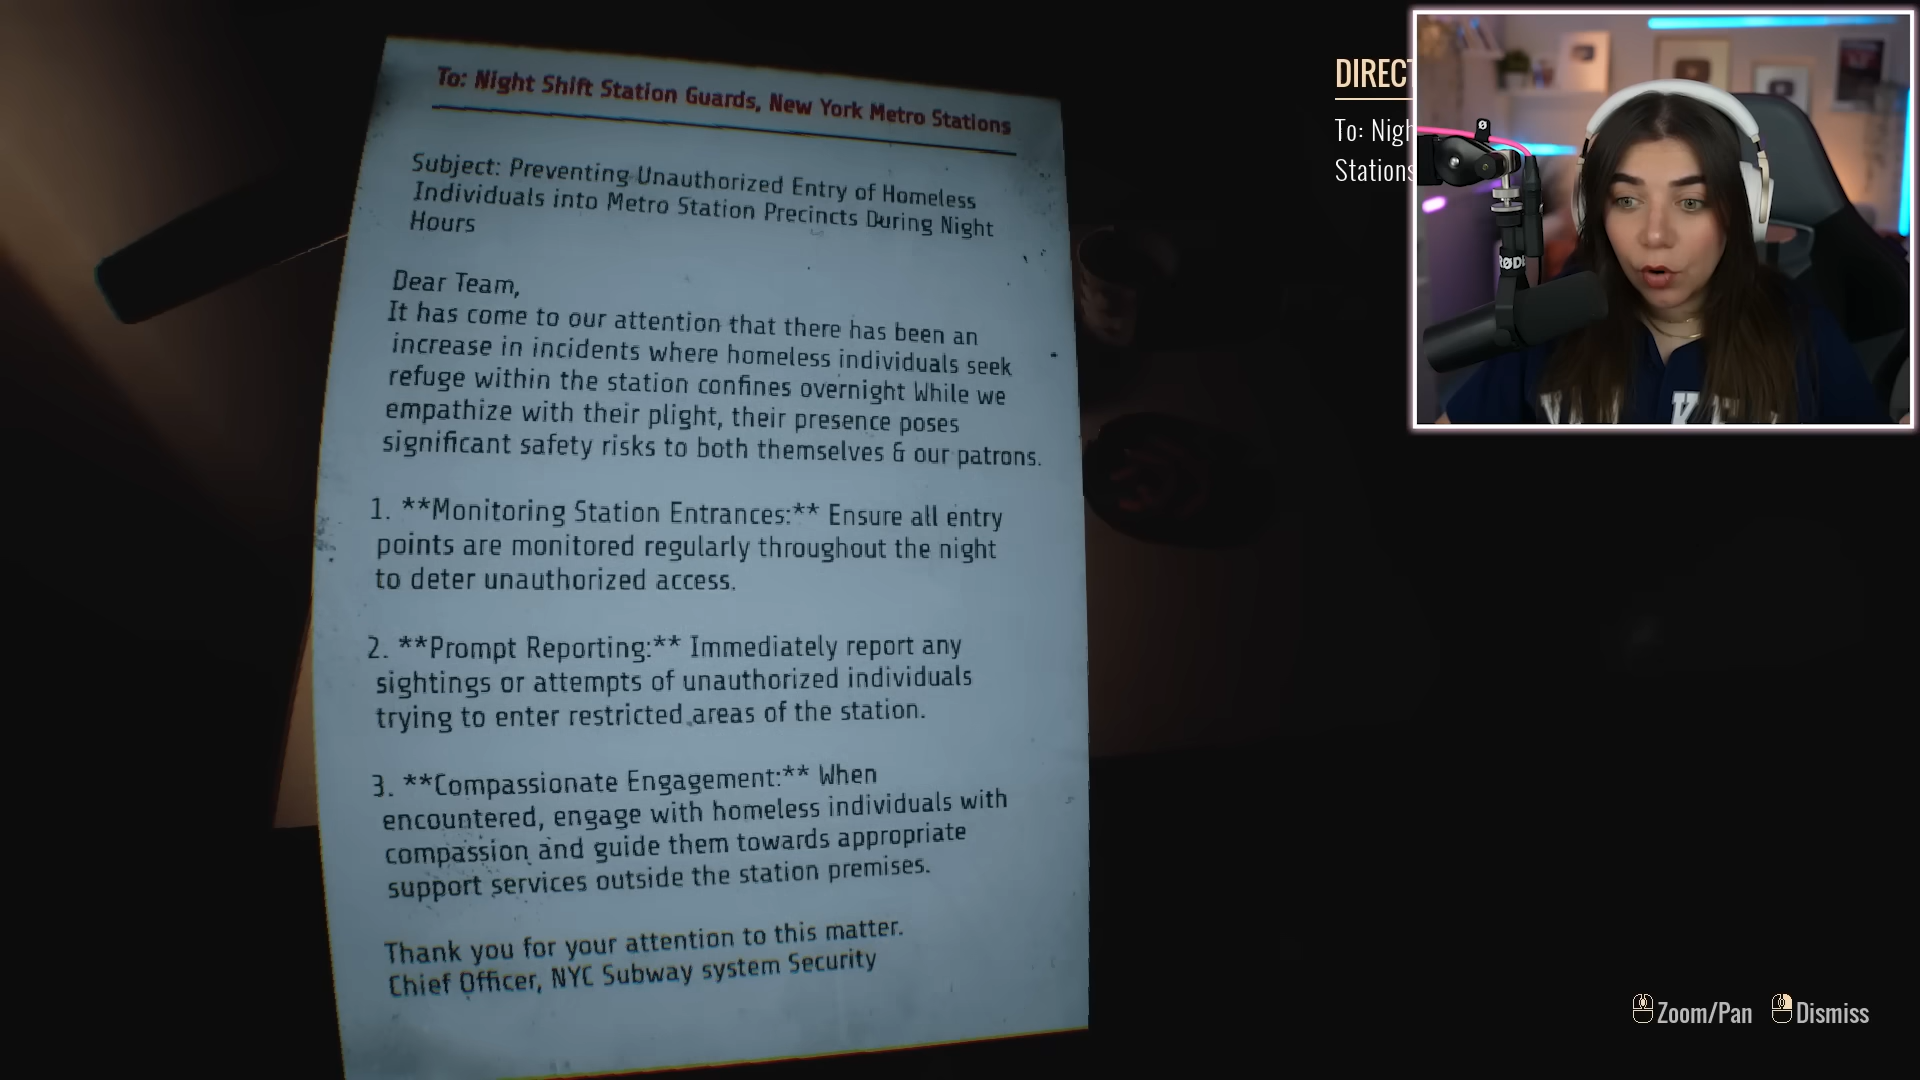 To: Night Shift Station Guards, New York Metro Stations
Subject: Preventing Unauthorized Entry of Homeless
Individuals into Metro Station Precincts During Night
Hours
Dear Team,
It has come to our attention that there has been an
increase in incidents where homeless individuals seek
refuge within the station confines overnight While we
empathize with their plight, their presence poses
significant safety risks to both themselves & our patrons.
1. **Monitoring Station Entrances:** Ensure all entry
points are monitored regularly throughout the night
to deter unauthorized access.
2. **Prompt Reporting:** Immediately report any
sightings or attempts of unauthorized individuals
trying to enter restricted areas of the station.
3. **Compassionate Engagement:** When
encountered, engage with homeless individuals with
compassion and guide them towards appropriate
support services outside the station premises.
Thank you for your attention to this matter.
Chief Officer, NYC Subway system Security
DIRECT
To: Nigh
Stations
RØDE
Zoom/Pan Dismiss